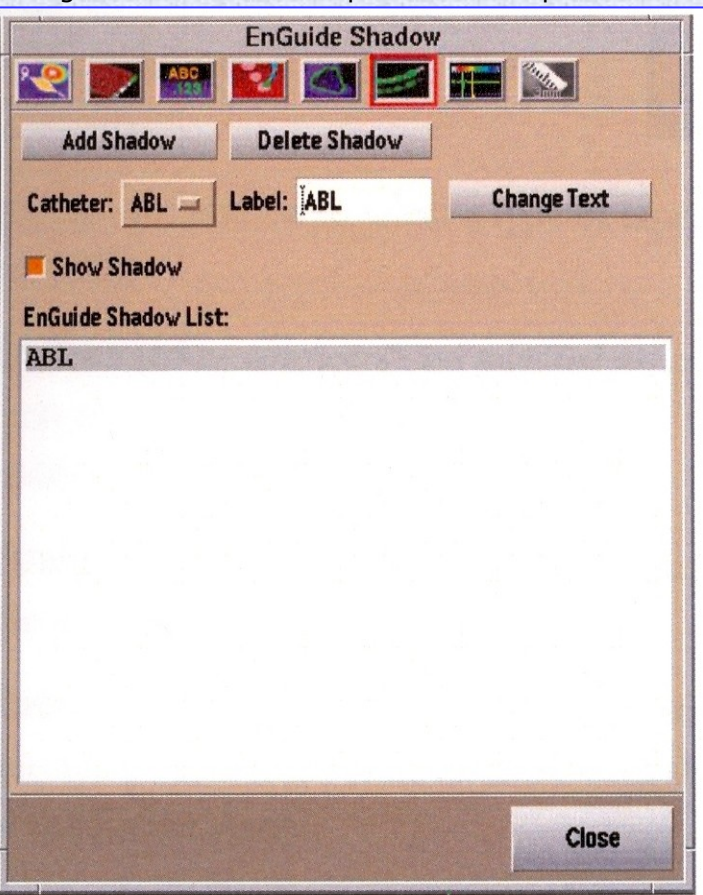 EnGuide Shadow
ABC
123
Add Shadow Delete Shadow
Catheter: ABL Label: ABL Change Text
Show Shadow
EnGuide Shadow List:
ABL
Close